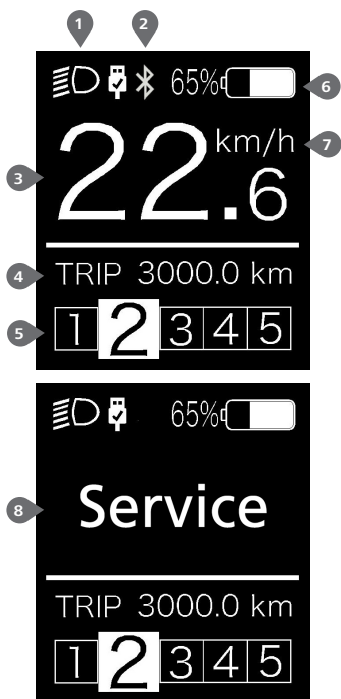 1 2
65% 6
22.6 km/h 7
3
4 TRIP 3000.0 km
5 1 2 3 4 5
65%
8 Service
TRIP 3000.0 km
1 2 3 4 5